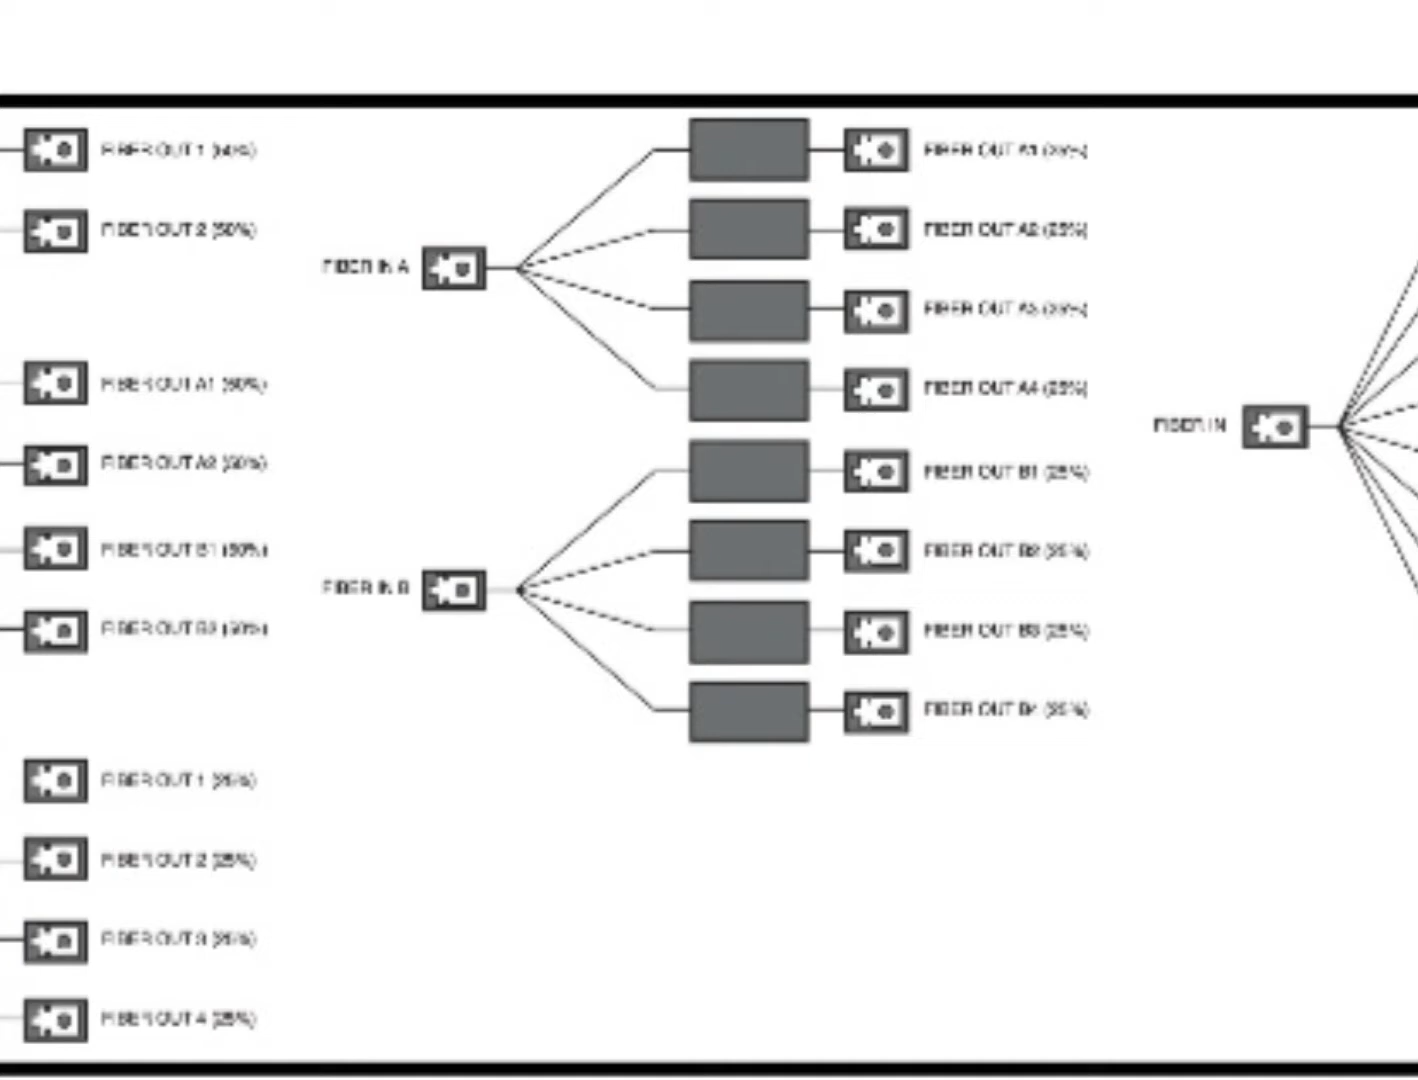 FIBER OUT 1 (50%)
FIBER OUT 2 (50%)
FIBER OUT A1 (50%)
FIBER OUT A2 (50%)
FIBER OUT B1 (50%)
FIBER OUT B2 (50%)
FIBER OUT 1 (25%)
FIBER OUT 2 (25%)
FIBER OUT 3 (25%)
FIBER OUT 4 (25%)
FIBER IN A
FIBER IN B
FIBER OUT A1 (25%)
FIBER OUT A2 (25%)
FIBER OUT A3 (25%)
FIBER OUT A4 (25%)
FIBER OUT B1 (25%)
FIBER OUT B2 (25%)
FIBER OUT B3 (25%)
FIBER OUT B4 (25%)
FIBER IN